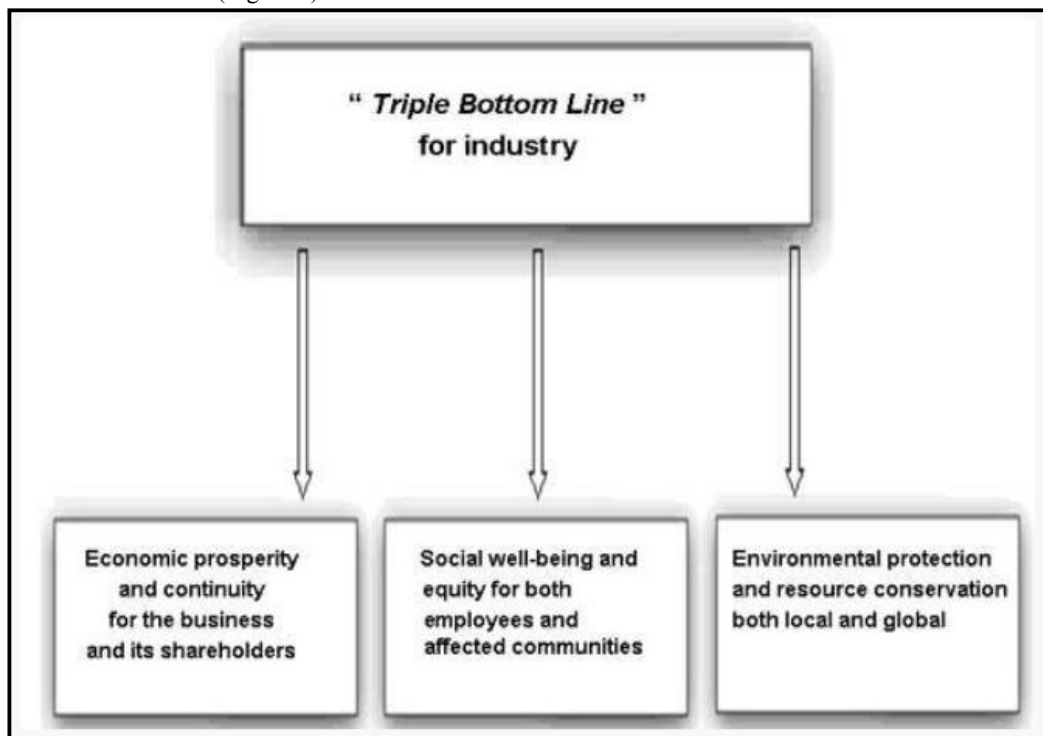 “ Triple Bottom Line ”
for industry
Economic prosperity
and continuity
for the business
and its shareholders
Social well-being and
equity for both
employees and
affected communities
Environmental protection
and resource conservation
both local and global